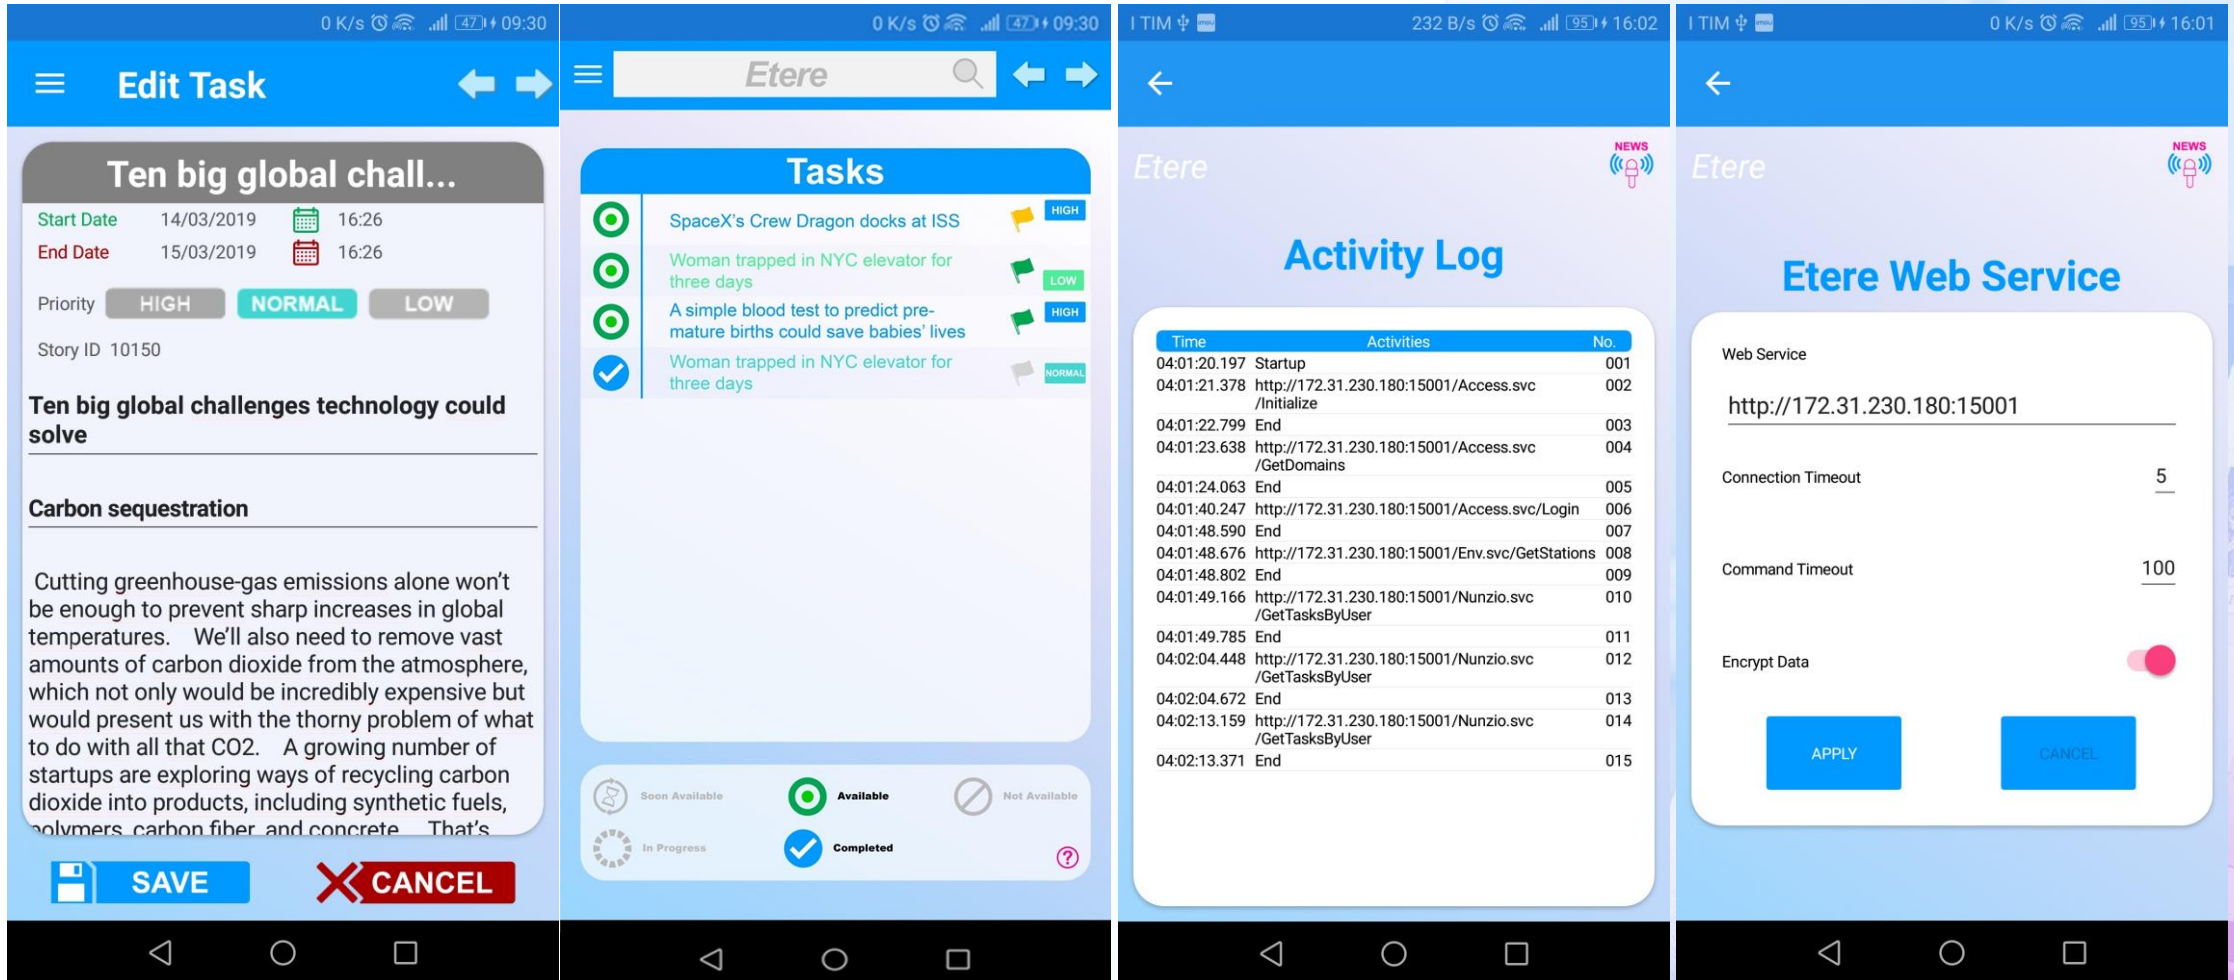 0 K/s 47 09:30
Edit Task
Ten big global chall...
Start Date 14/03/2019 16:26
End Date 15/03/2019 16:26
Priority HIGH NORMAL LOW
Story ID 10150
Ten big global challenges technology could
solve
Carbon sequestration
Cutting greenhouse-gas emissions alone won't
be enough to prevent sharp increases in global
temperatures. We'll also need to remove vast
amounts of carbon dioxide from the atmosphere,
which not only would be incredibly expensive but
would present us with the thorny problem of what
to do with all that CO2. A growing number of
startups are exploring ways of recycling carbon
dioxide into products, including synthetic fuels,
polymers, carbon fiber, and concrete. That's
SAVE CANCEL
0 K/s 47 09:30
Etere
Tasks
SpaceX's Crew Dragon docks at ISS HIGH
Woman trapped in NYC elevator for
three days LOW
A simple blood test to predict pre- HIGH
mature births could save babies' lives
Woman trapped in NYC elevator for
three days NORMAL
Soon Available Available Not Available
In Progress Completed
?
I TIM 232 B/s 95 16:02
NEWS
Etere
Activity Log
Time Activities No.
04:01:20.197 Startup 001
04:01:21.378 http://172.31.230.180:15001/Access.svc 002
/Initialize
04:01:22.799 End 003
04:01:23.638 http://172.31.230.180:15001/Access.svc 004
/GetDomains
04:01:24.063 End 005
04:01:40.247 http://172.31.230.180:15001/Access.svc/Login 006
04:01:48.590 End 007
04:01:48.676 http://172.31.230.180:15001/Env.svc/GetStations 008
04:01:48.802 End 009
04:01:49.166 http://172.31.230.180:15001/Nunzio.svc 010
/GetTasksByUser
04:01:49.785 End 011
04:02:04.448 http://172.31.230.180:15001/Nunzio.svc 012
/GetTasksByUser
04:02:04.672 End 013
04:02:13.159 http://172.31.230.180:15001/Nunzio.svc 014
/GetTasksByUser
04:02:13.371 End 015
I TIM 0 K/s 95 16:01
NEWS
Etere
Etere Web Service
Web Service
http://172.31.230.180:15001
Connection Timeout 5
Command Timeout 100
Encrypt Data
APPLY CANCEL